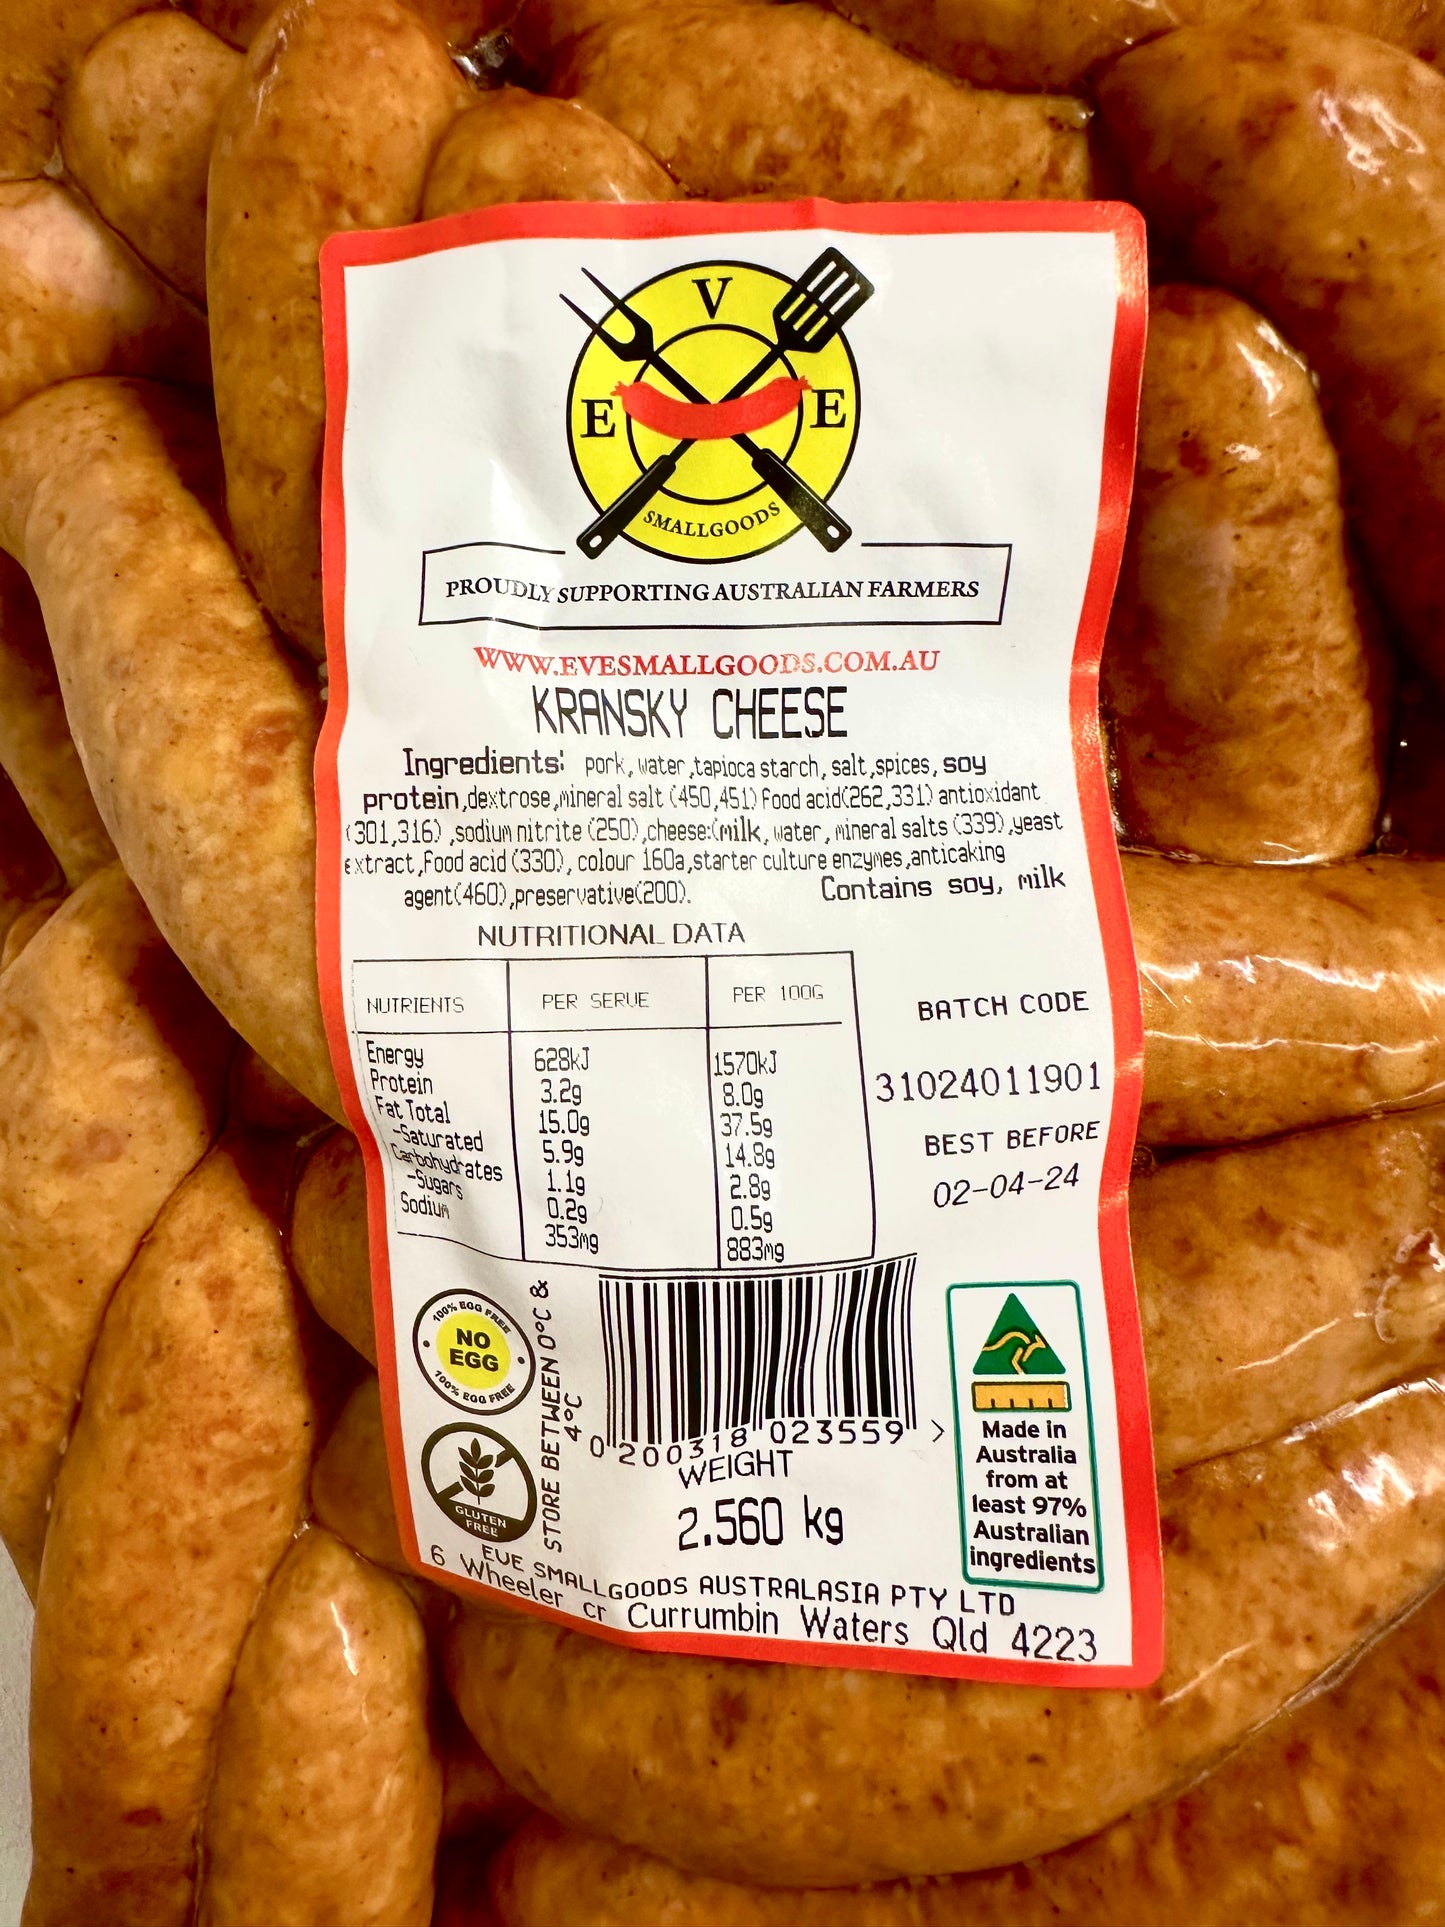 V
E E
SMALLGOODS
PROUDLY SUPPORTING AUSTRALIAN FARMERS
WWW.EVESMALLGOODS.COM.AU
KRANSKY CHEESE
Ingredients: pork, water ,tapioca starch, salt ,spices, soy
protein ,dextrose ,mineral salt (450,451) Food acid(262,331) antioxidant
(301,316) ,sodium nitrite (250) ,cheese:(milk, water, mineral salts (339) ,yeast
extract ,Food acid (330), colour 160a ,starter culture enzymes ,anticaking
agent(460) ,preservative(200).
Contains soy, milk
NUTRITIONAL DATA
NUTRIENTS PER SERVE PER 100G
Energy 628kJ 1570kJ
Protein 3.2g 8.0g
Fat Total 15.0g 37.5g
-Saturated 5.9g 14.8g
Carbohydrates 1.1g 2.8g
-Sugars 0.2g 0.5g
Sodium 353mg 883mg
BATCH CODE
31024011901
BEST BEFORE
02-04-24
100% EGG FREE
NO
EGG
100% EGG FREE
GLUTEN
FREE
STORE BETWEEN 0°C &
4°C
0 200318 023559 >
WEIGHT
2.560 kg
Made in
Australia
from at
least 97%
Australian
ingredients
EVE SMALLGOODS AUSTRALASIA PTY LTD
6 Wheeler cr Currumbin Waters Qld 4223